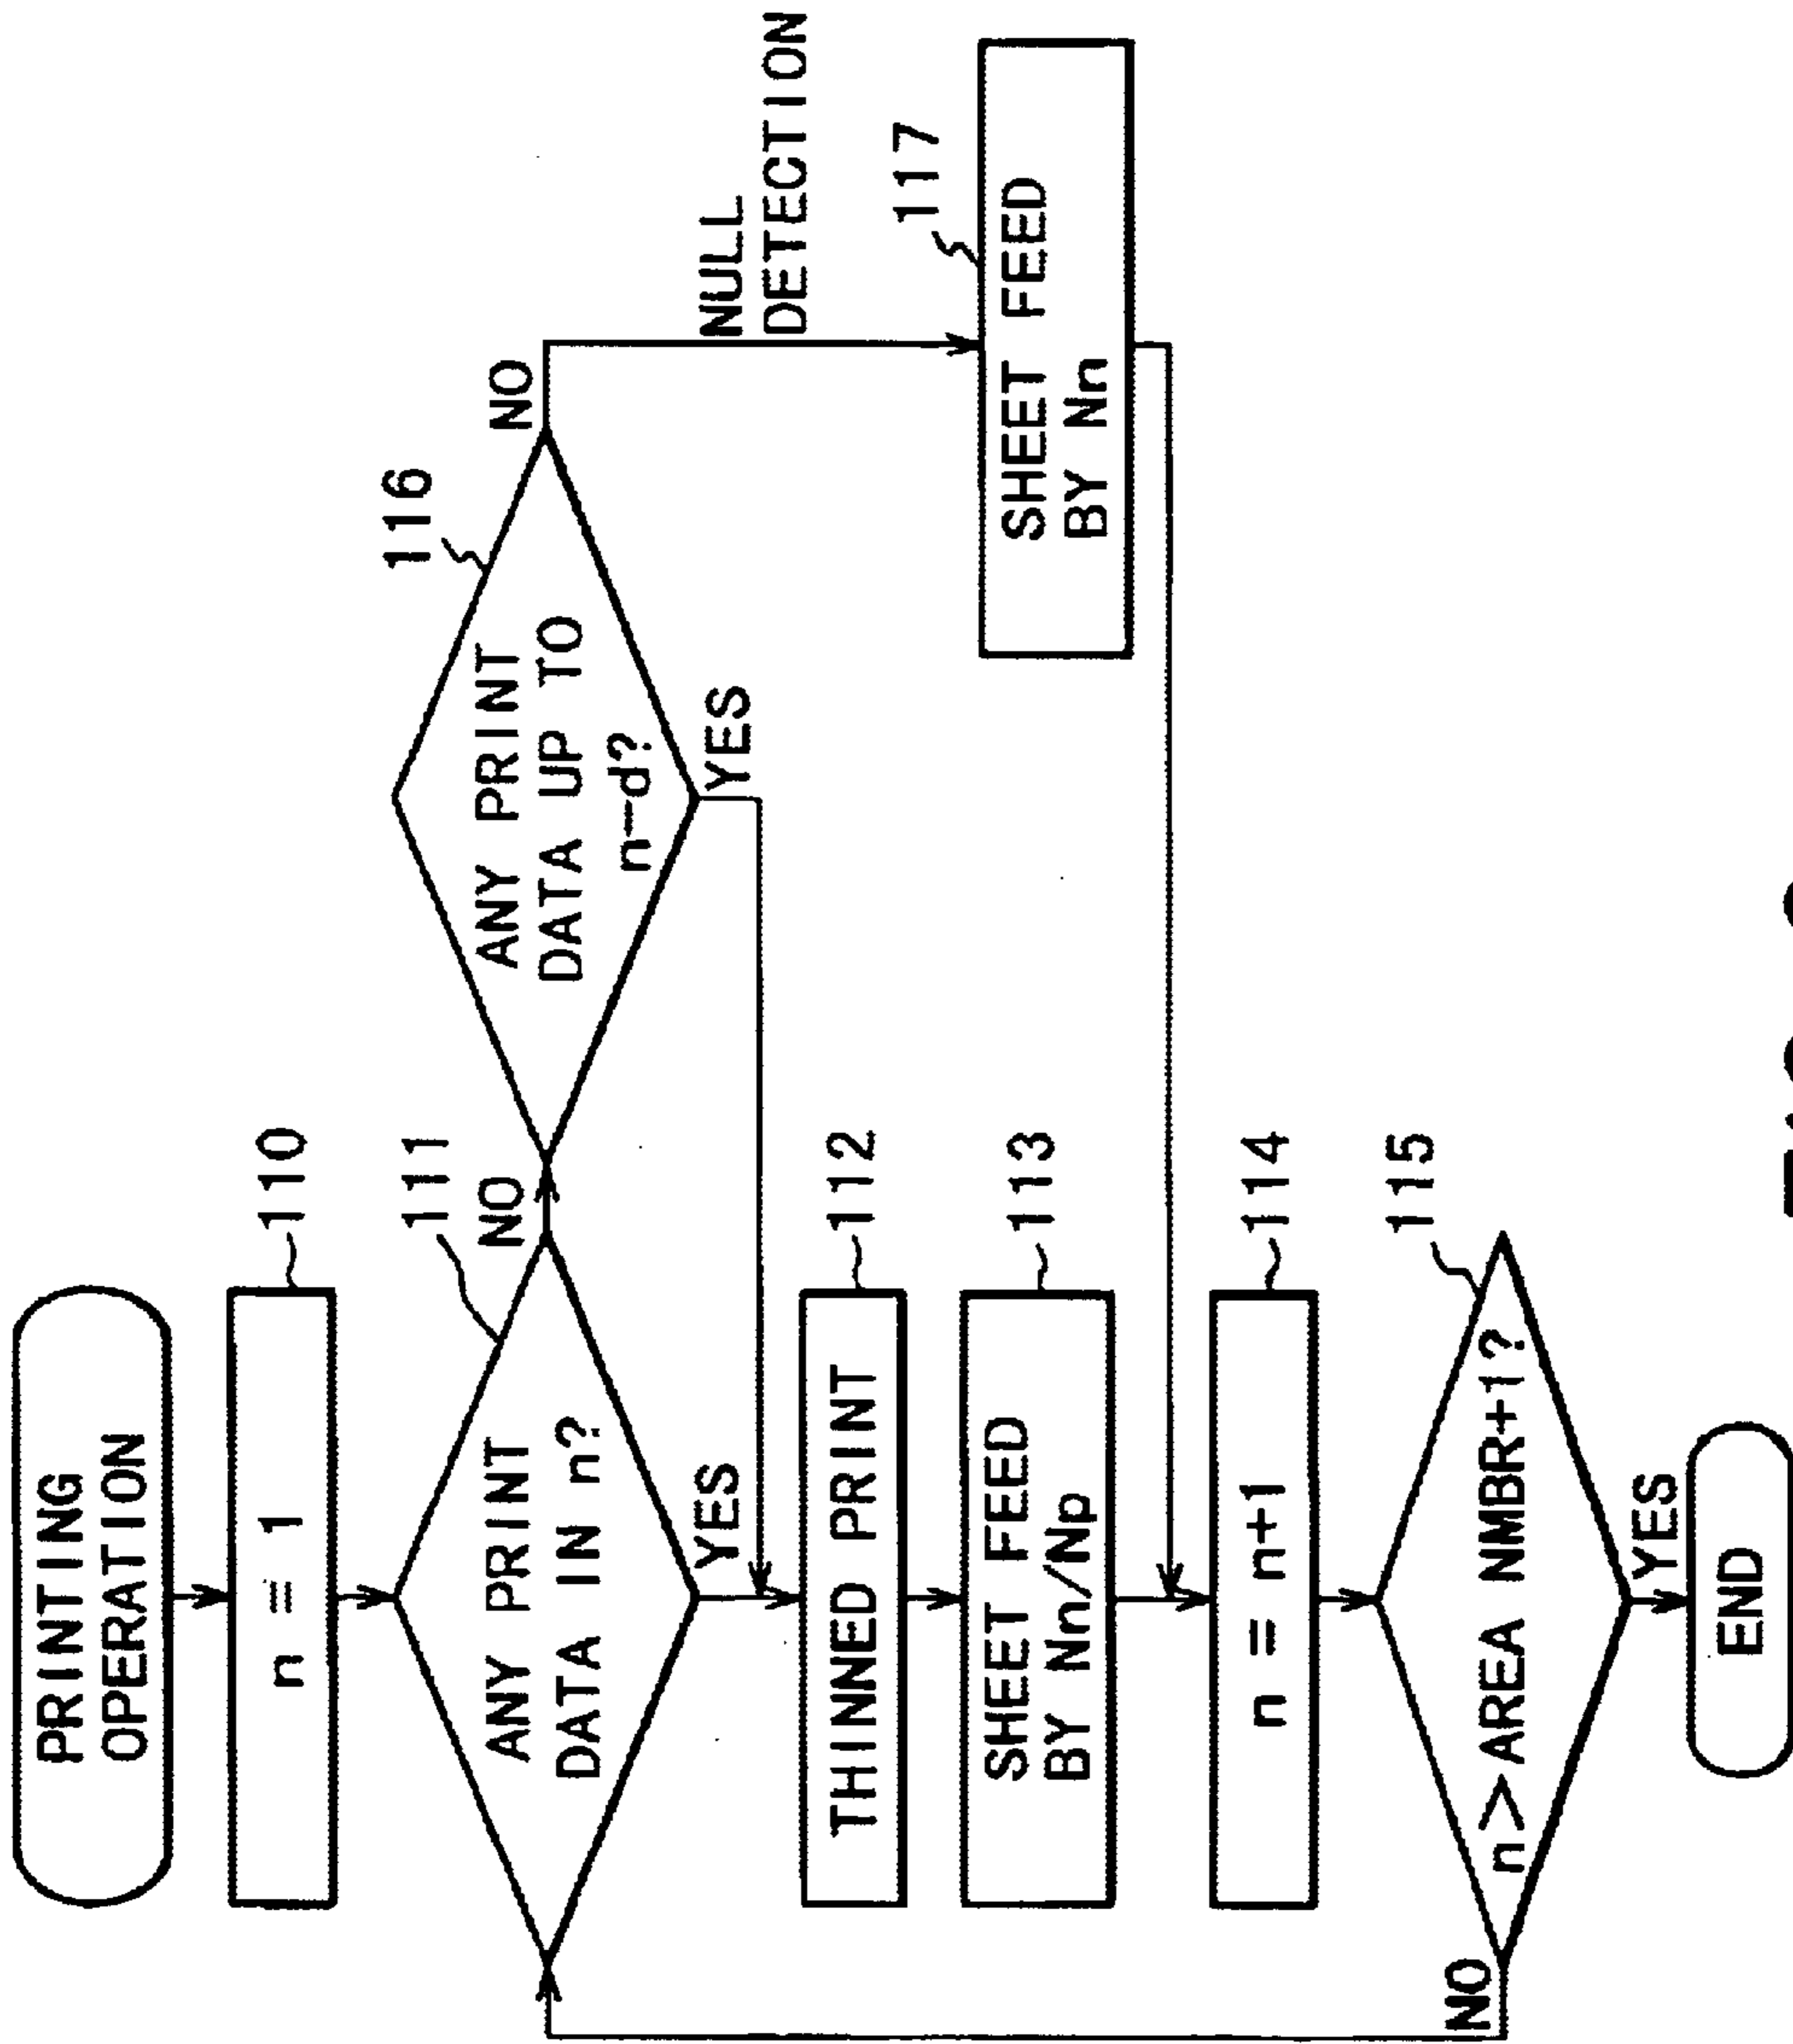 PRINTING
OPERATION
110
n = 1
111
ANY PRINT
DATA IN n?
NO
YES
116
ANY PRINT
DATA UP TO
n-d?
NO
YES
NULL
DETECTION
112
THINNED PRINT
113
SHEET FEED
BY Nn/Np
117
SHEET FEED
BY Nn
114
n = n+1
115
n>AREA NMBR+1?
NO
YES
END